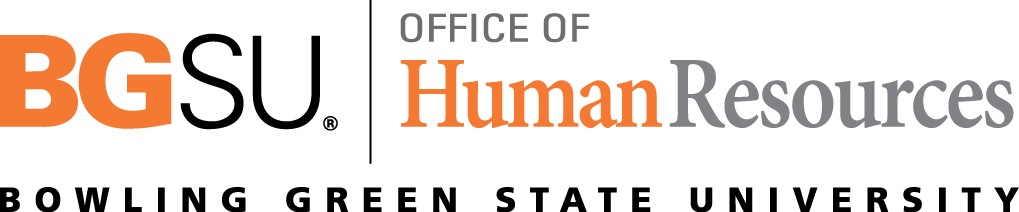 BGSU®
OFFICE OF
Human Resources
BOWLING GREEN STATE UNIVERSITY